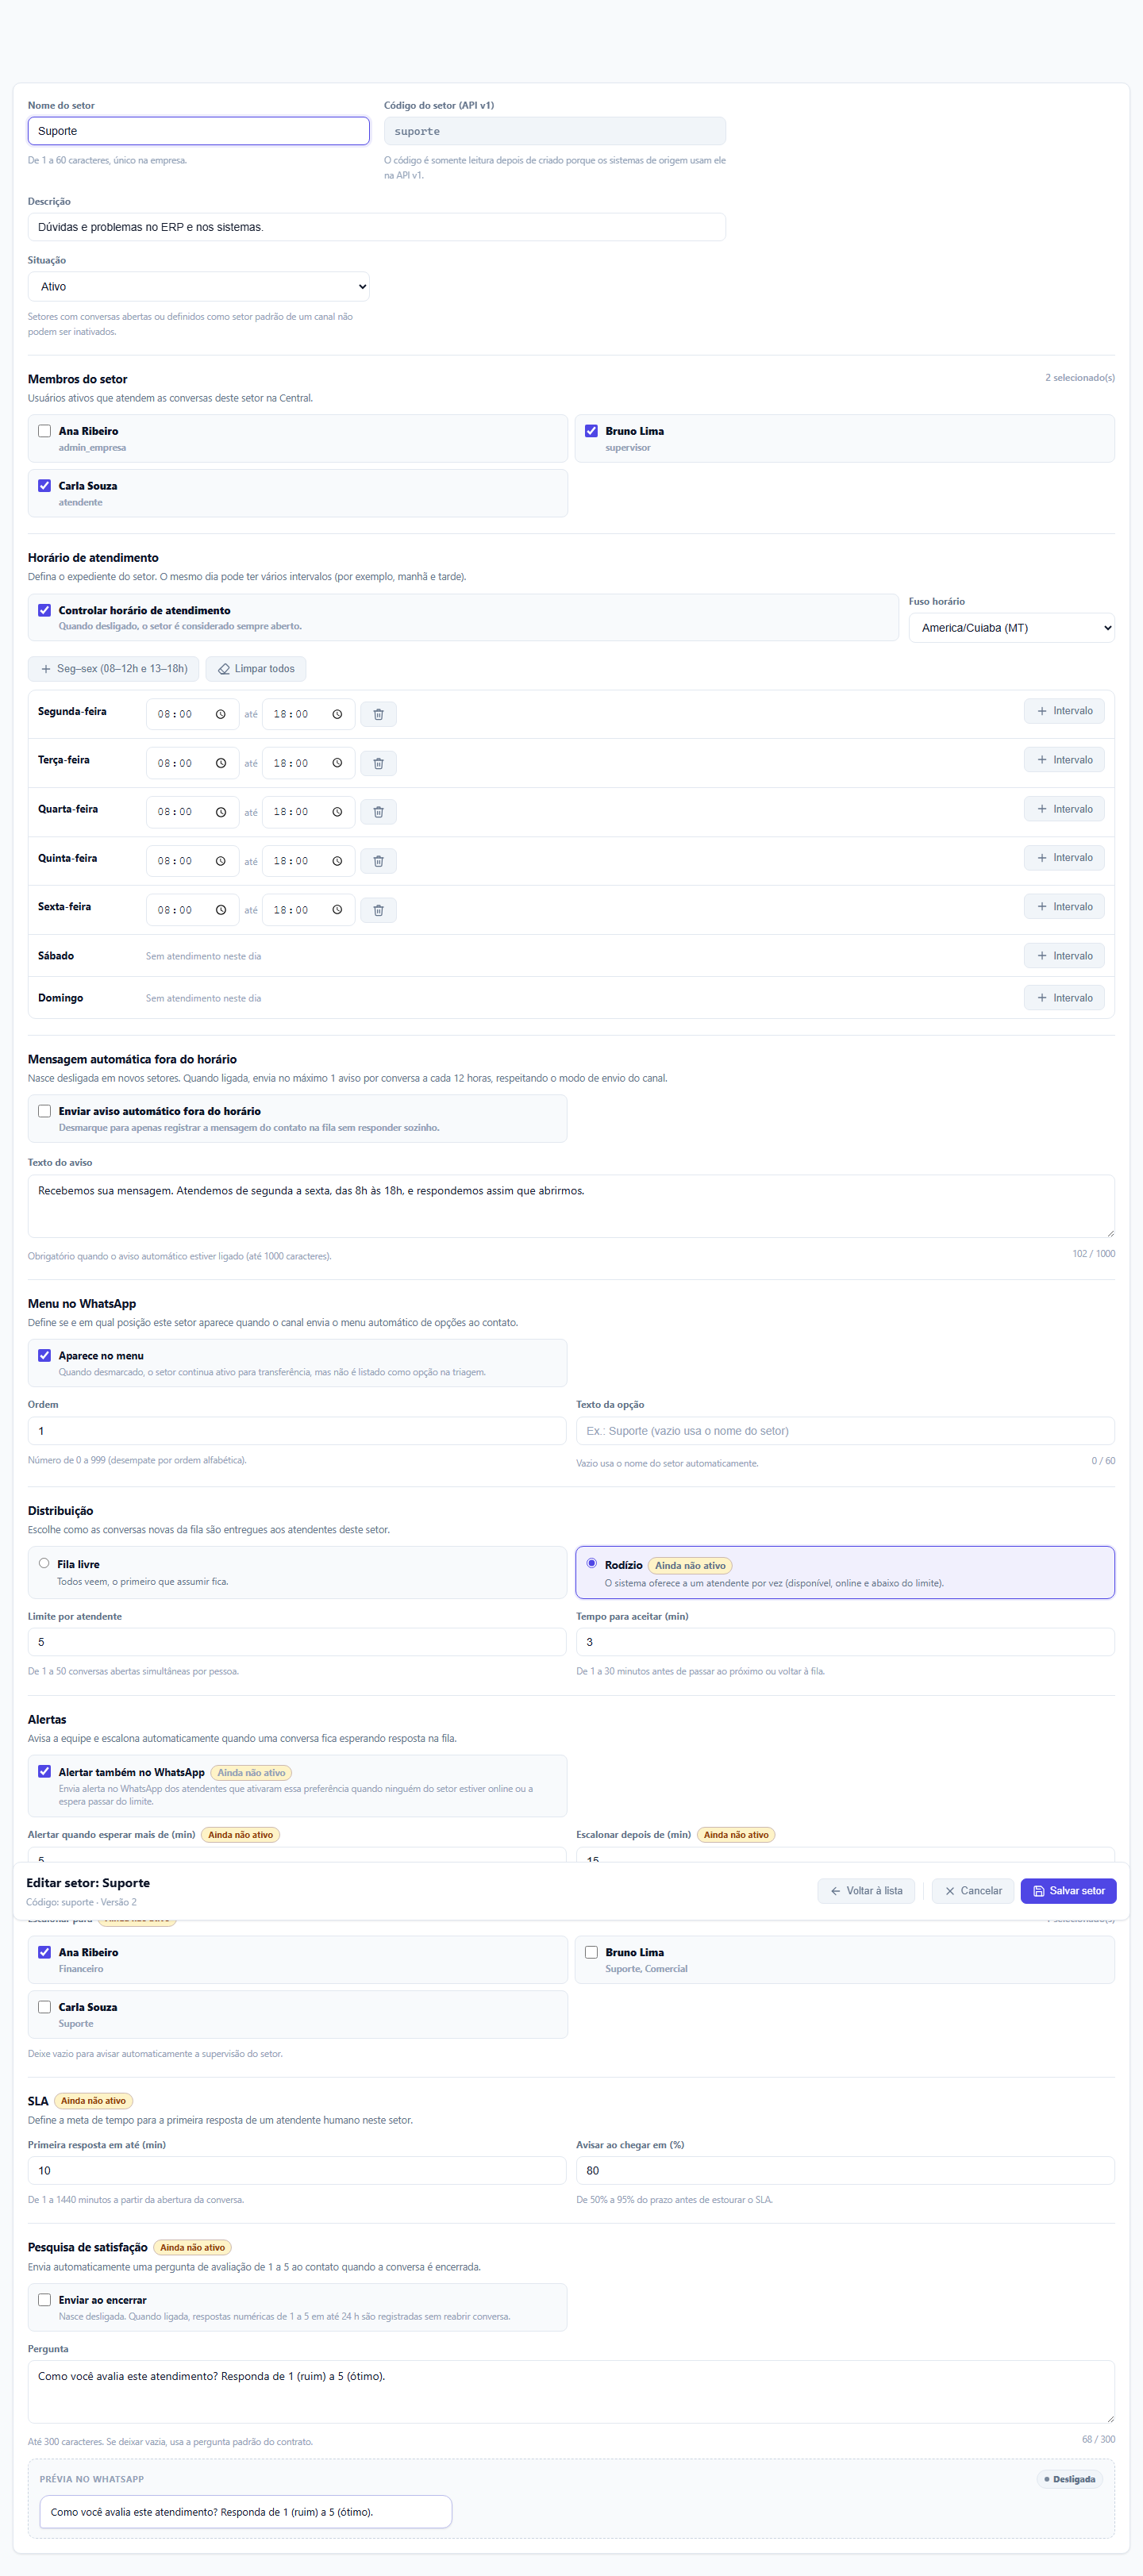 Nome do setor
Código do setor (API v1)
Suporte
suporte
De 1 a 60 caracteres, único na empresa.
O código é somente leitura depois de criado porque os sistemas de origem usam ele
na API v1.
Descrição
Dúvidas e problemas no ERP e nos sistemas.
Situação
Ativo
Setores com conversas abertas ou definidos como setor padrão de um canal não
podem ser inativados.
Membros do setor
2 selecionado(s)
Usuários ativos que atendem as conversas deste setor na Central.
Ana Ribeiro
admin_empresa
Bruno Lima
supervisor
Carla Souza
atendente
Horário de atendimento
Defina o expediente do setor. O mesmo dia pode ter vários intervalos (por exemplo, manhã e tarde).
Controlar horário de atendimento
Quando desligado, o setor é considerado sempre aberto.
Fuso horário
America/Cuiaba (MT)
Seg–sex (08–12h e 13–18h)
Limpar todos
Segunda-feira 08:00 até 18:00 Intervalo
Terça-feira 08:00 até 18:00 Intervalo
Quarta-feira 08:00 até 18:00 Intervalo
Quinta-feira 08:00 até 18:00 Intervalo
Sexta-feira 08:00 até 18:00 Intervalo
Sábado Sem atendimento neste dia Intervalo
Domingo Sem atendimento neste dia Intervalo
Mensagem automática fora do horário
Nasce desligada em novos setores. Quando ligada, envia no máximo 1 aviso por conversa a cada 12 horas, respeitando o modo de envio do canal.
Enviar aviso automático fora do horário
Desmarque para apenas registrar a mensagem do contato na fila sem responder sozinho.
Texto do aviso
Recebemos sua mensagem. Atendemos de segunda a sexta, das 8h às 18h, e respondemos assim que abrirmos.
Obrigatório quando o aviso automático estiver ligado (até 1000 caracteres).
102 / 1000
Menu no WhatsApp
Define se e em qual posição este setor aparece quando o canal envia o menu automático de opções ao contato.
Aparece no menu
Quando desmarcado, o setor continua ativo para transferência, mas não é listado como opção na triagem.
Ordem
Texto da opção
1
Ex.: Suporte (vazio usa o nome do setor)
Número de 0 a 999 (desempate por ordem alfabética).
Vazio usa o nome do setor automaticamente.
0 / 60
Distribuição
Escolhe como as conversas novas da fila são entregues aos atendentes deste setor.
Fila livre
Todos veem, o primeiro que assumir fica.
Rodízio Ainda não ativo
O sistema oferece a um atendente por vez (disponível, online e abaixo do limite).
Limite por atendente
Tempo para aceitar (min)
5
3
De 1 a 50 conversas abertas simultâneas por pessoa.
De 1 a 30 minutos antes de passar ao próximo ou voltar à fila.
Alertas
Avisa a equipe e escalona automaticamente quando uma conversa fica esperando resposta na fila.
Alertar também no WhatsApp Ainda não ativo
Envia alerta no WhatsApp dos atendentes que ativaram essa preferência quando ninguém do setor estiver online ou a
espera passar do limite.
Alertar quando esperar mais de (min) Ainda não ativo
Escalonar depois de (min) Ainda não ativo
5
15
Editar setor: Suporte
Código: suporte · Versão 2
Voltar à lista
Cancelar
Salvar setor
Escalonar para Ainda não ativo
selecionado(s)
Ana Ribeiro
Financeiro
Bruno Lima
Suporte, Comercial
Carla Souza
Suporte
Deixe vazio para avisar automaticamente a supervisão do setor.
SLA Ainda não ativo
Define a meta de tempo para a primeira resposta de um atendente humano neste setor.
Primeira resposta em até (min)
Avisar ao chegar em (%)
10
80
De 1 a 1440 minutos a partir da abertura da conversa.
De 50% a 95% do prazo antes de estourar o SLA.
Pesquisa de satisfação Ainda não ativo
Envia automaticamente uma pergunta de avaliação de 1 a 5 ao contato quando a conversa é encerrada.
Enviar ao encerrar
Nasce desligada. Quando ligada, respostas numéricas de 1 a 5 em até 24 h são registradas sem reabrir conversa.
Pergunta
Como você avalia este atendimento? Responda de 1 (ruim) a 5 (ótimo).
Até 300 caracteres. Se deixar vazia, usa a pergunta padrão do contrato.
68 / 300
PRÉVIA NO WHATSAPP
Desligada
Como você avalia este atendimento? Responda de 1 (ruim) a 5 (ótimo).